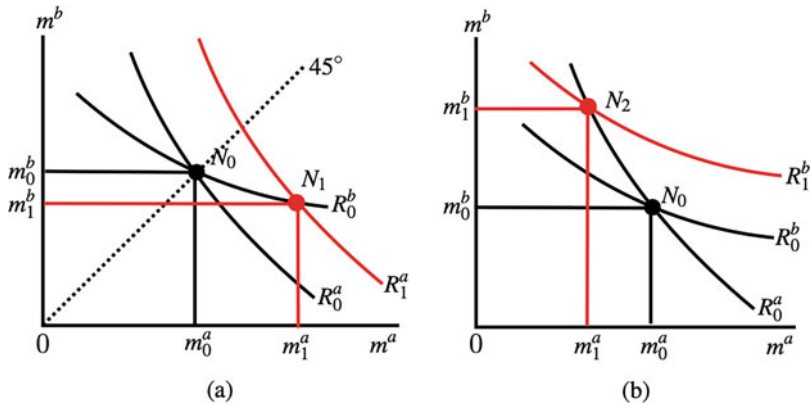 m^b
45°
N_0
m_0^b
N_1
m_1^b
R_0^b
R_0^a
R_1^a
0
m_0^a
m_1^a
m^a
(a)
m^b
N_2
m_1^b
R_1^b
N_0
m_0^b
R_0^b
R_0^a
0
m_1^a
m_0^a
m^a
(b)